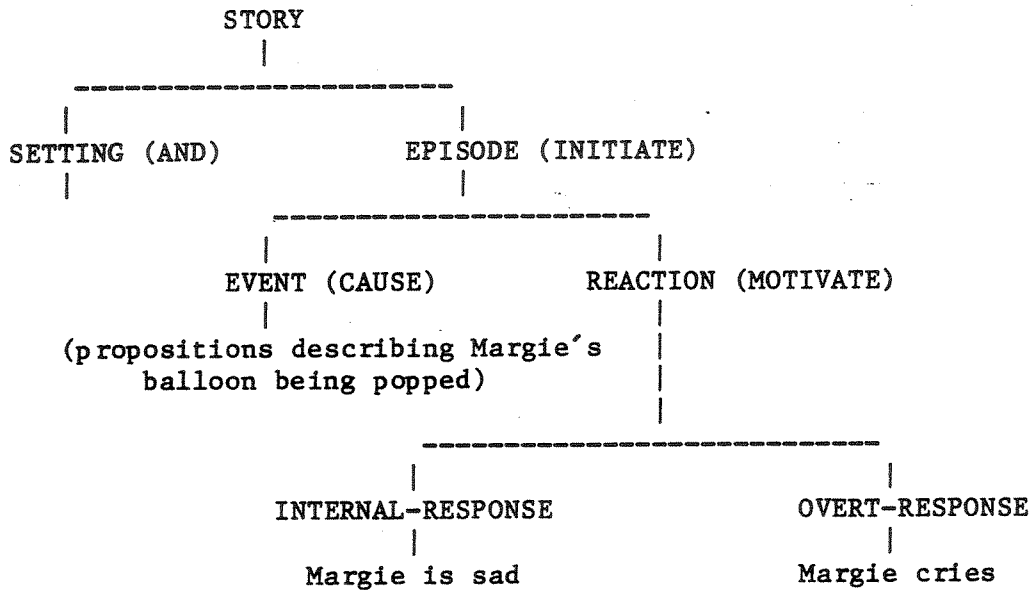 STORY
SETTING (AND) EPISODE (INITIATE)
EVENT (CAUSE) REACTION (MOTIVATE)
(propositions describing Margie's
balloon being popped)
INTERNAL-RESPONSE OVERT-RESPONSE
Margie is sad Margie cries